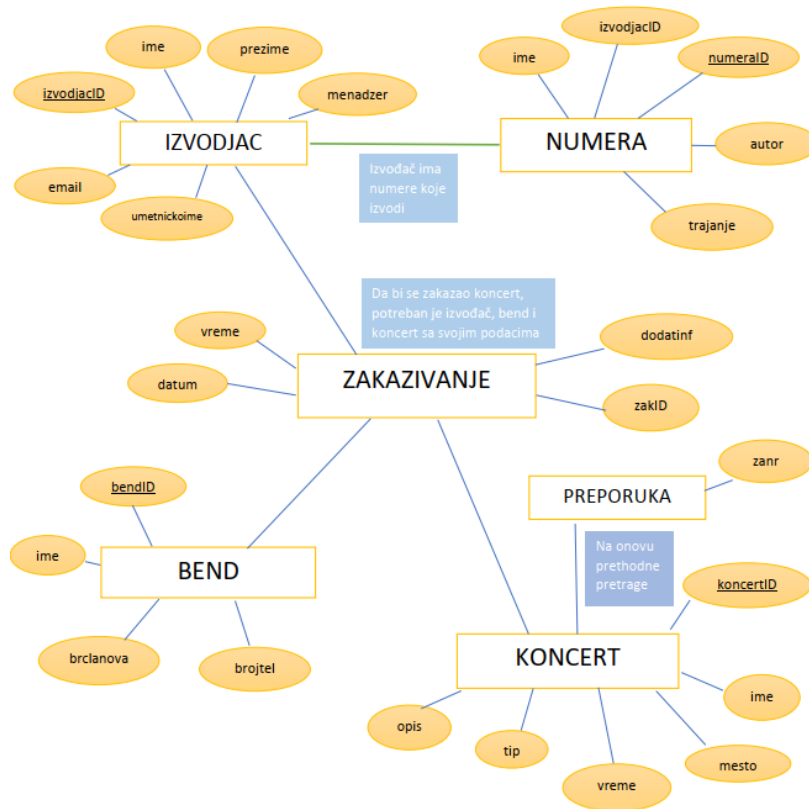 izvodjacID
ime
prezime
ime
numeraID
izvodjacID
menadzer
IZVODJAC
NUMERA
autor
Izvođač ima
numere koje
izvodi
email
umetnickoime
trajanje
Da bi se zakazao koncert,
potreban je izvođač, bend i
koncert sa svojim podacima
vreme
dodatinf
datum
ZAKAZIVANJE
zakID
zanr
bendID
PREPORUKA
ime
BEND
Na onovu
prethodne
pretrage
koncertID
brclanova
brojtel
KONCERT
ime
opis
tip
mesto
vreme